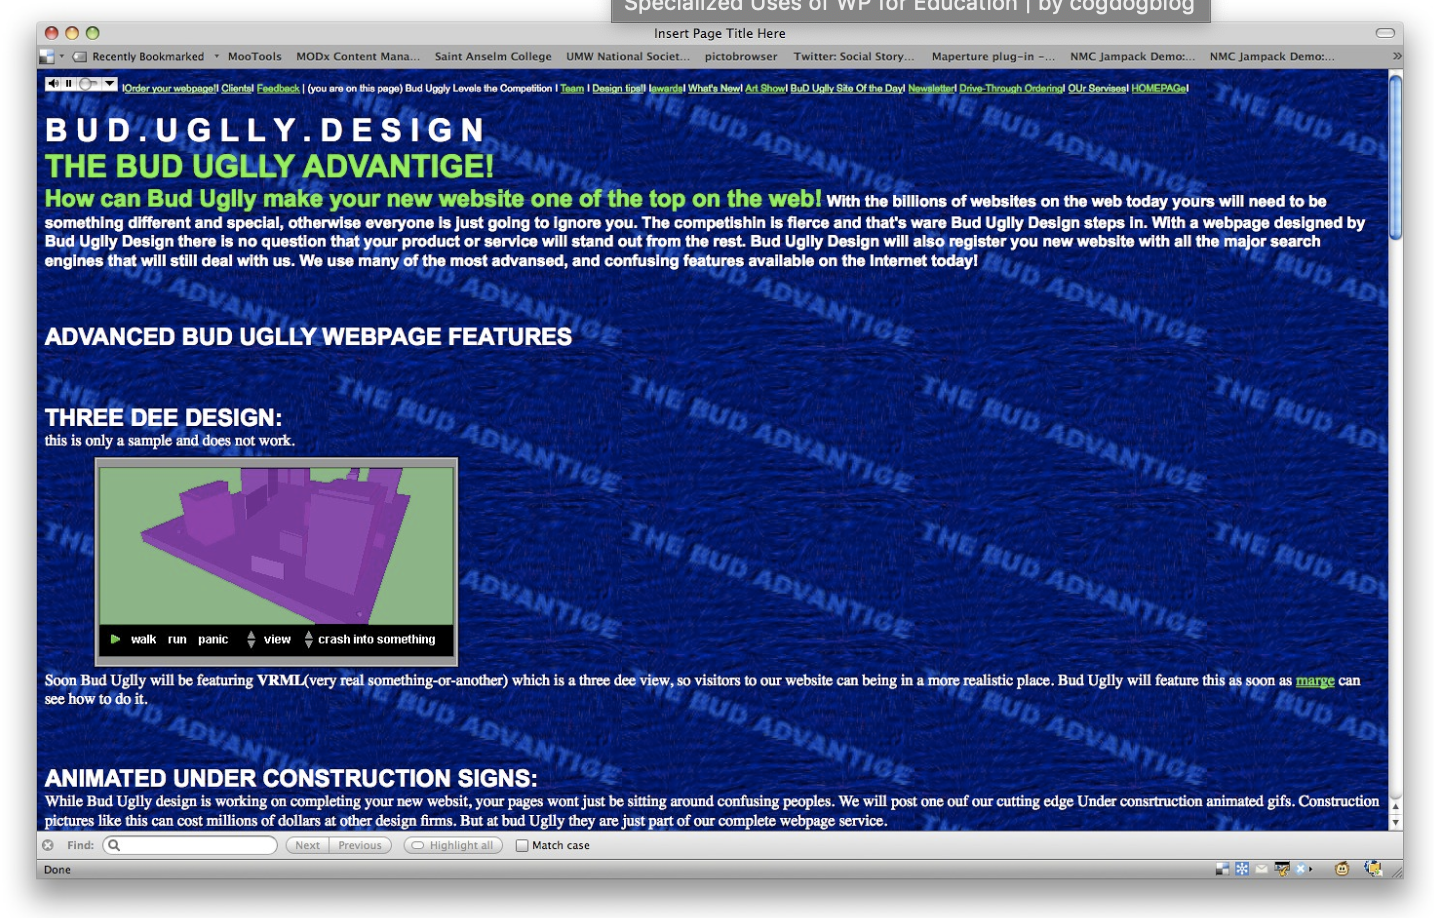 Specialized Uses of WP for Education | by cogdogblog
Insert Page Title Here
Recently Bookmarked MooTools MODx Content Mana... Saint Anselm College UMW National Societ... pictobrowser Twitter: Social Story... Maperture plug-in -... NMC Jampack Demo:... NMC Jampack Demo:... »
|Order your webpage!| Clients| Feedback | (you are on this page) Bud Uggly Levels the Competition I Team I Design tips!| |awards| What's New| Art Show| BuD Uglly Site Of the Day| Newsletter| Drive-Through Ordering| OUr Servises| HOMEPAGe|
B U D . U G L L Y . D E S I G N
THE BUD UGLLY ADVANTIGE!
How can Bud Uglly make your new website one of the top on the web! With the billions of websites on the web today yours will need to be
something different and special, otherwise everyone is just going to ignore you. The competishin is fierce and that's ware Bud Uglly Design steps in. With a webpage designed by
Bud Uglly Design there is no question that your product or service will stand out from the rest. Bud Uglly Design will also register you new website with all the major search
engines that will still deal with us. We use many of the most advansed, and confusing features available on the Internet today!
ADVANCED BUD UGLLY WEBPAGE FEATURES
THE BUD ADVANTIGE
THREE DEE DESIGN:
this is only a sample and does not work.
walk run panic view crash into something
Soon Bud Uglly will be featuring VRML(very real something-or-another) which is a three dee view, so visitors to our website can being in a more realistic place. Bud Uglly will feature this as soon as marge can
see how to do it.
ANIMATED UNDER CONSTRUCTION SIGNS:
While Bud Uglly design is working on completing your new websit, your pages wont just be sitting around confusing peoples. We will post one ouf our cutting edge Under consrtruction animated gifs. Construction
pictures like this can cost millions of dollars at other design firms. But at bud Uglly they are just part of our complete webpage service.
Find: Next Previous Highlight all Match case
Done